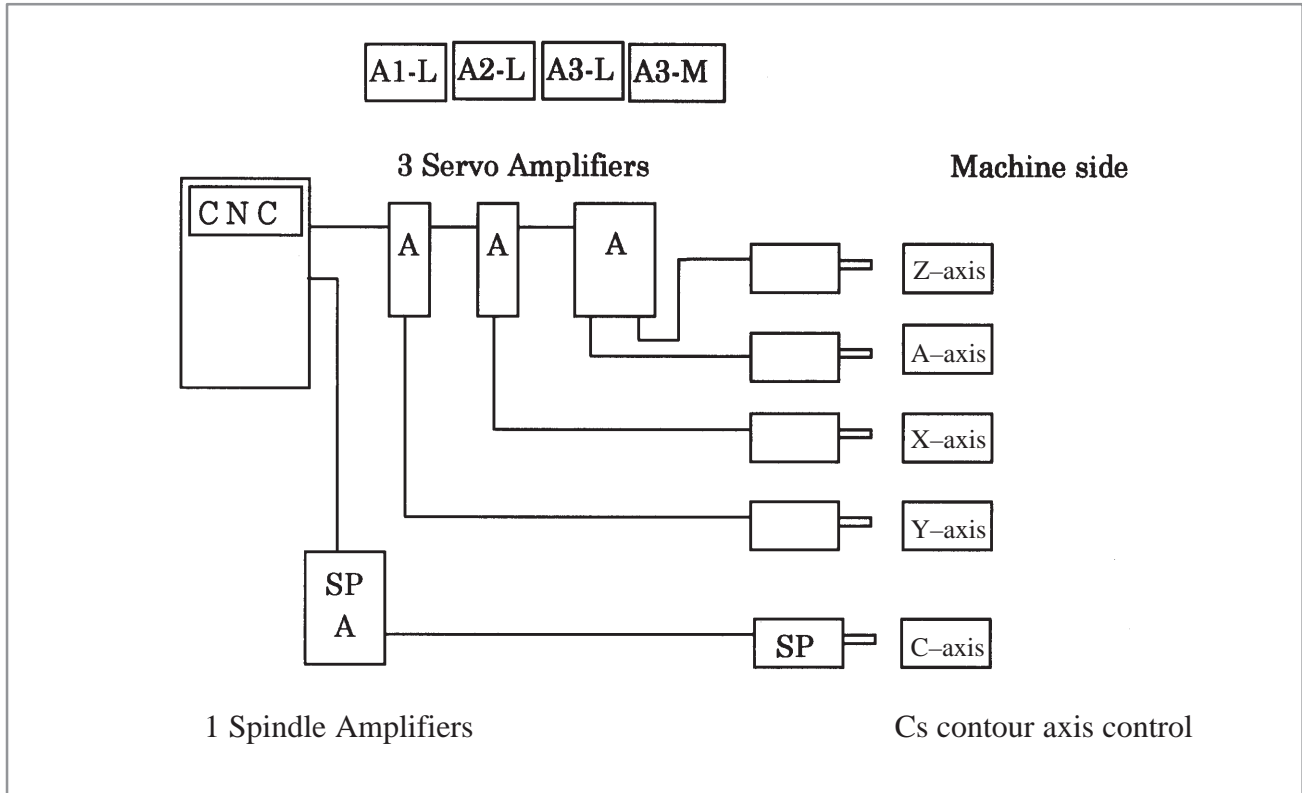 A1-L A2-L A3-L A3-M
3 Servo Amplifiers
Machine side
CNC
A A A
Z–axis
A–axis
X–axis
Y–axis
SP
A
SP
C–axis
1 Spindle Amplifiers
Cs contour axis control